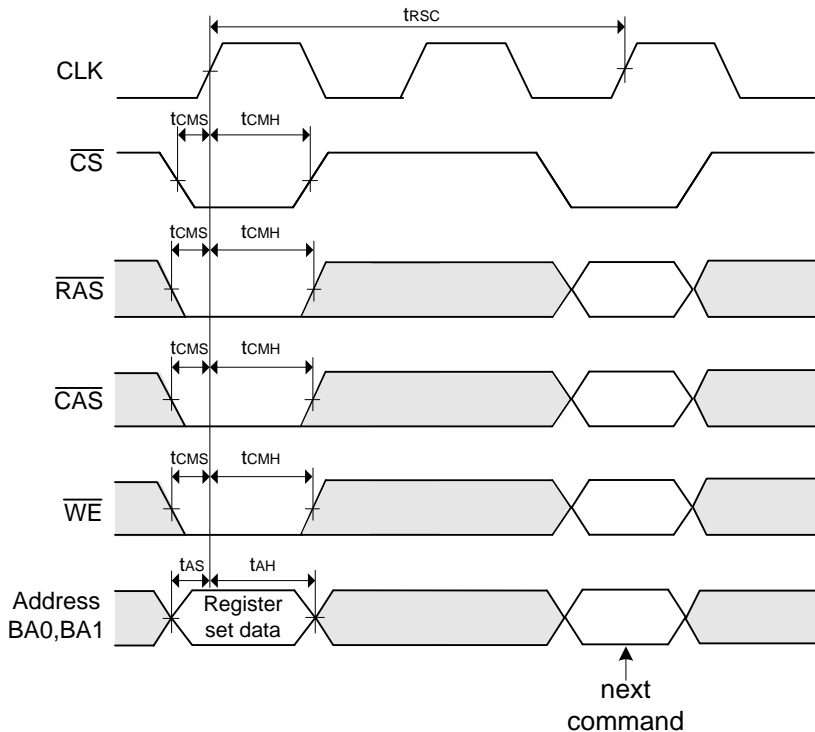 tRSC
CLK
tCMS tCMH
CS
tCMS tCMH
RAS
tCMS tCMH
CAS
tCMS tCMH
WE
tAS tAH
Address
BA0,BA1
Register
set data
next
command